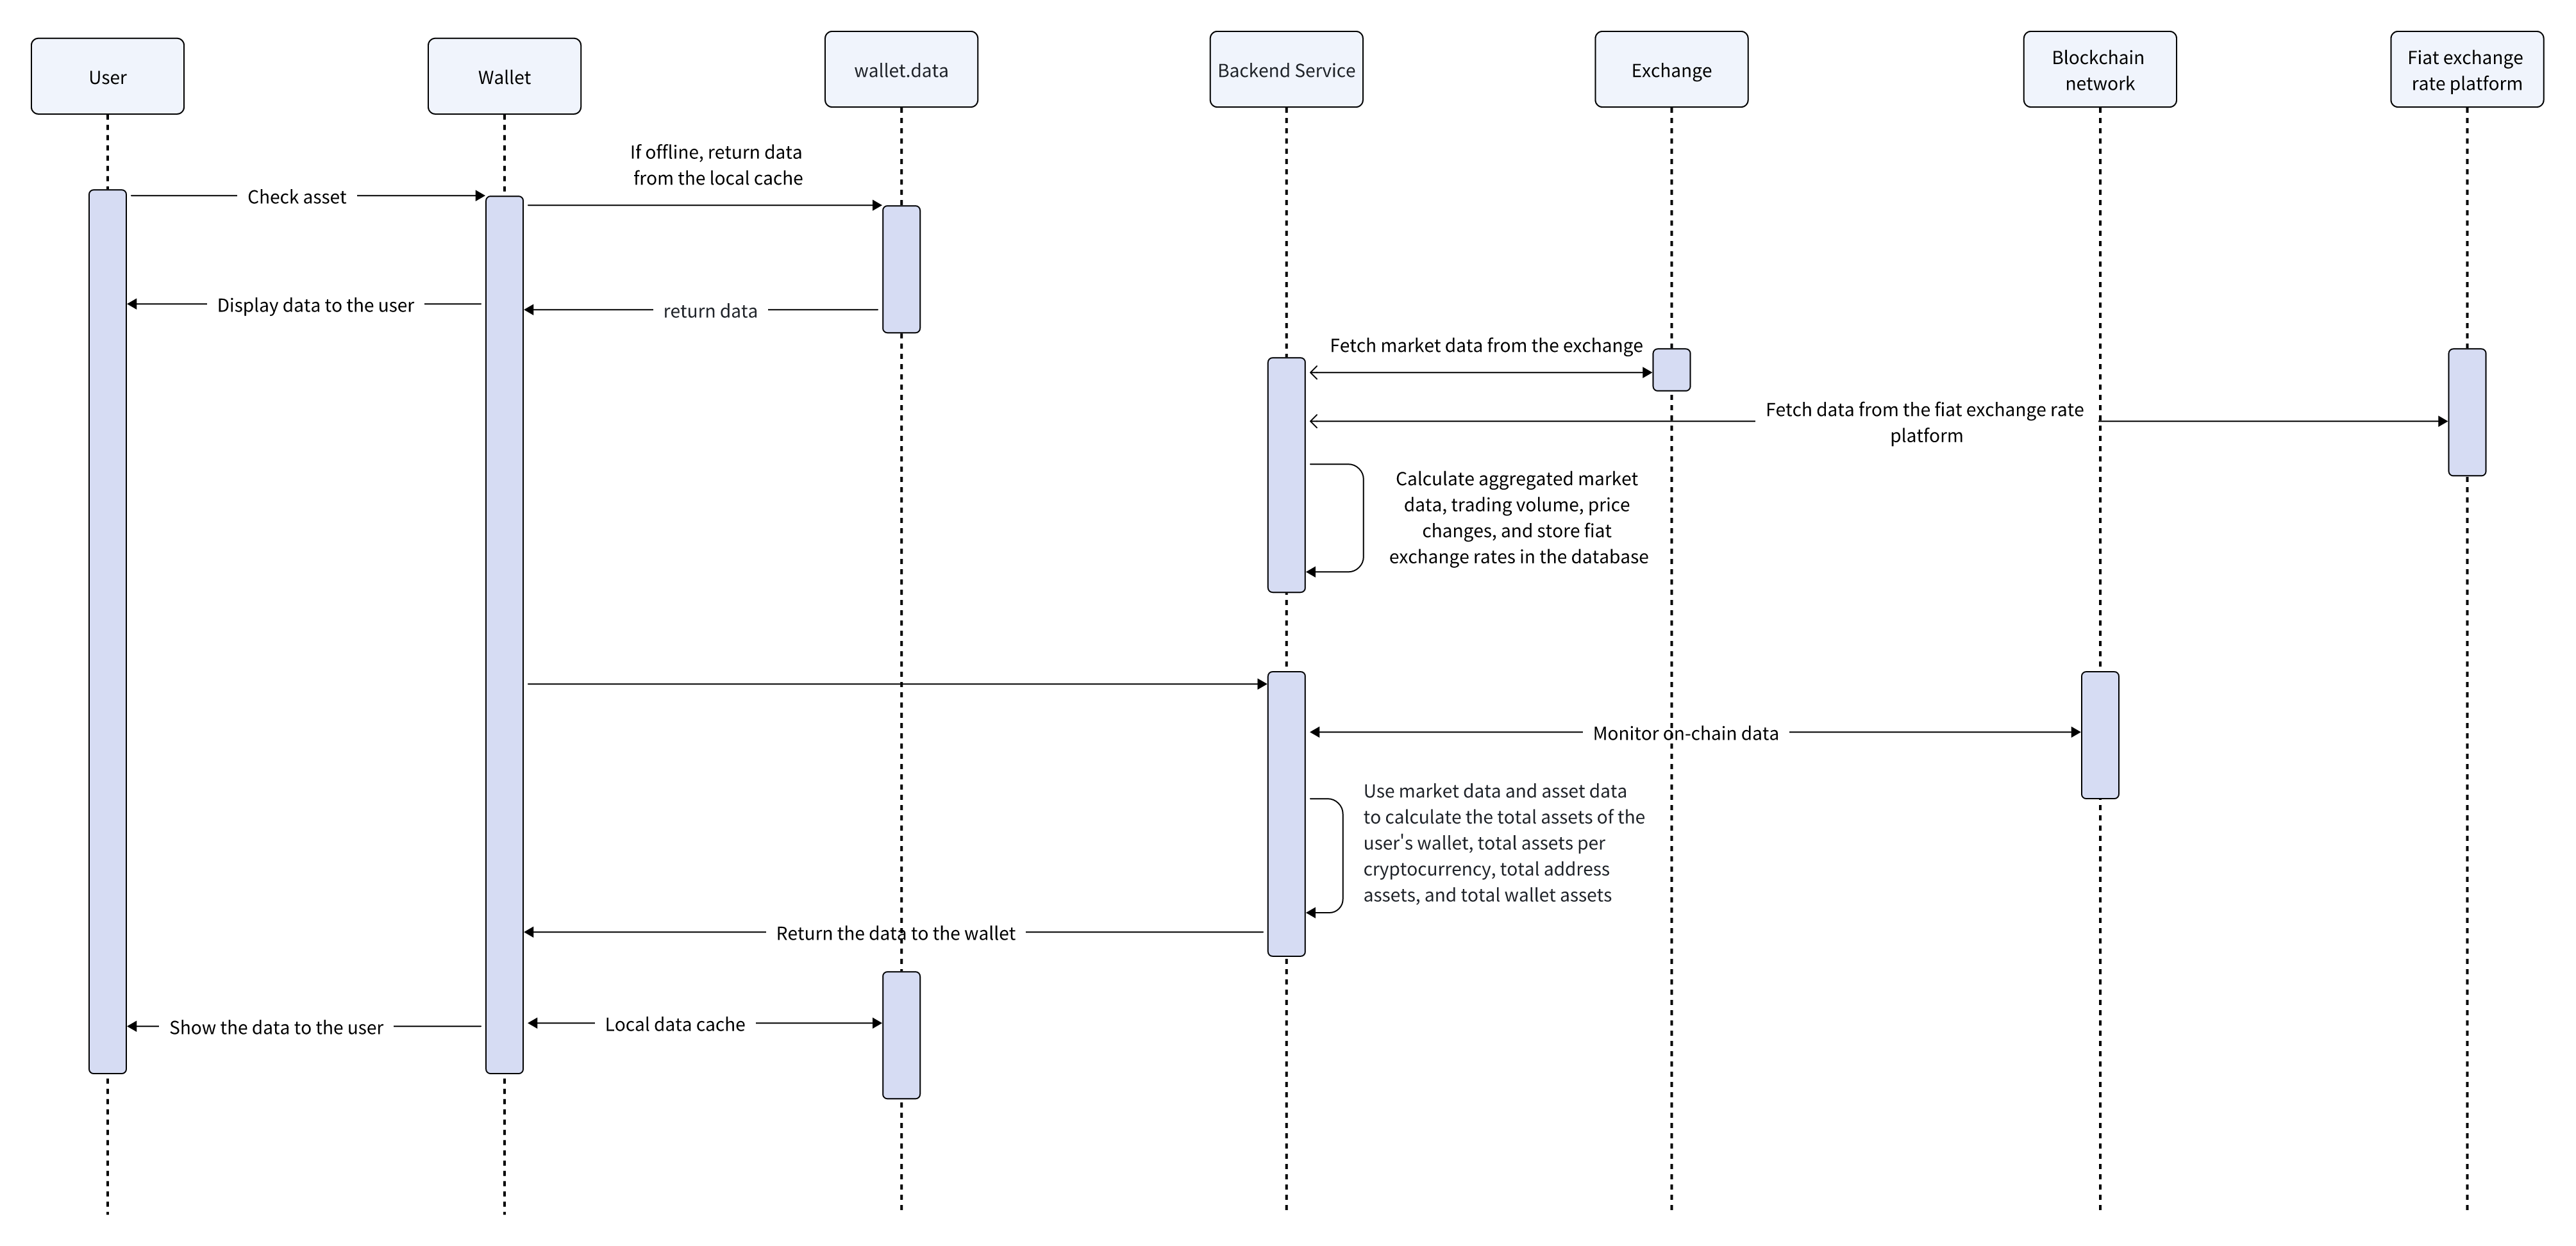 User
Wallet
wallet.data
Backend Service
Exchange
Blockchain
network
Fiat exchange
rate platform
If offline, return data
from the local cache
Check asset
Display data to the user
return data
Fetch market data from the exchange
Fetch data from the fiat exchange rate
platform
Calculate aggregated market
data, trading volume, price
changes, and store fiat
exchange rates in the database
Monitor on-chain data
Use market data and asset data
to calculate the total assets of the
user's wallet, total assets per
cryptocurrency, total address
assets, and total wallet assets
Return the data to the wallet
Show the data to the user
Local data cache